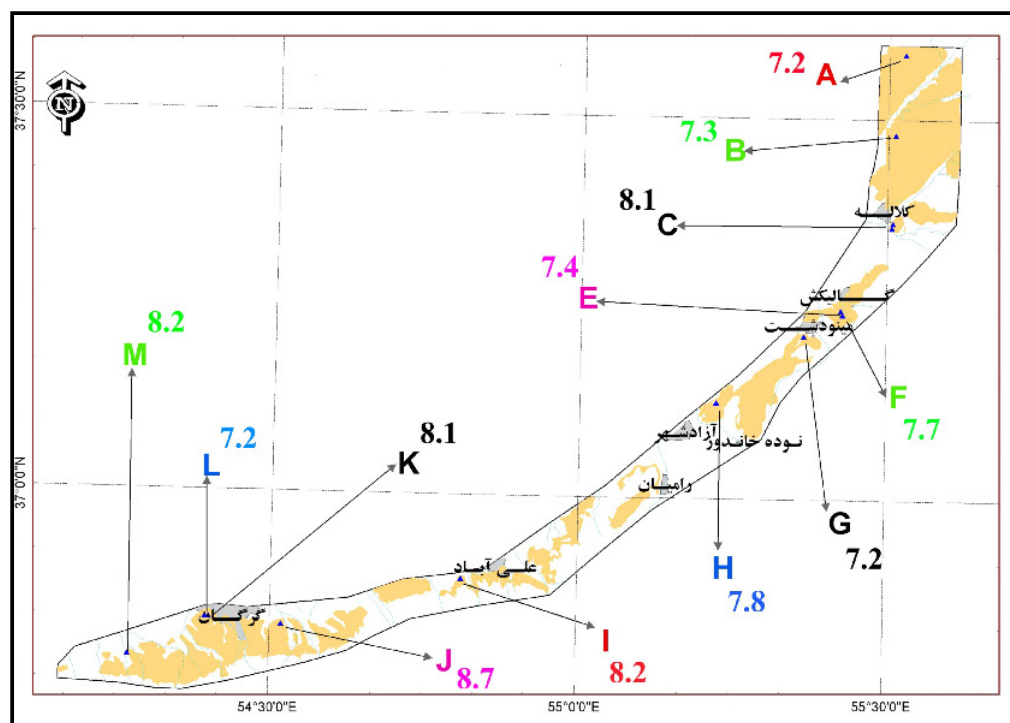 7.2
A
37°30'0"N
N
7.3
B
کلاله
8.1
C
7.4
E
گالیکش
مینودشت
8.2
M
F
7.7
7.2
L
8.1
K
آزادشهر
نوده خاندوز
رامیان
37°0'0"N
G
7.2
علی آباد
H
7.8
گرگان
I
8.2
J
8.7
54°30'0"E
55°0'0"E
55°30'0"E